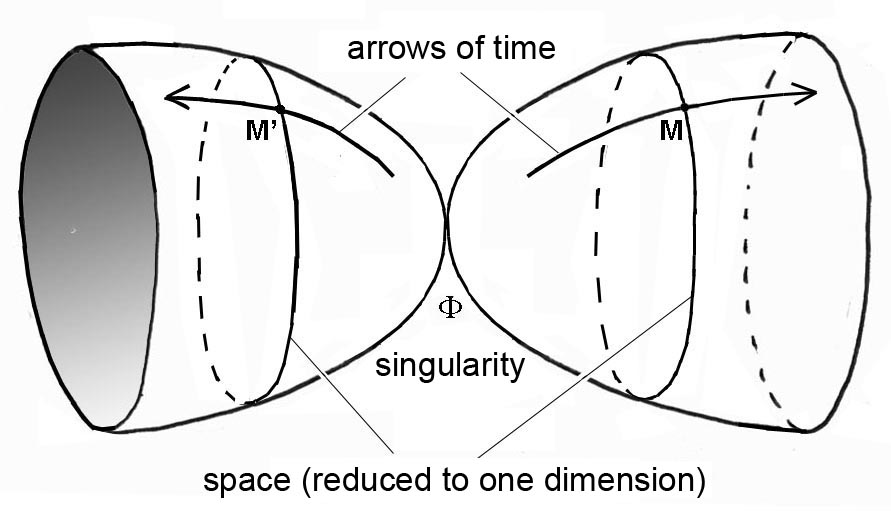 arrows of time
M’
M
Φ
singularity
space (reduced to one dimension)